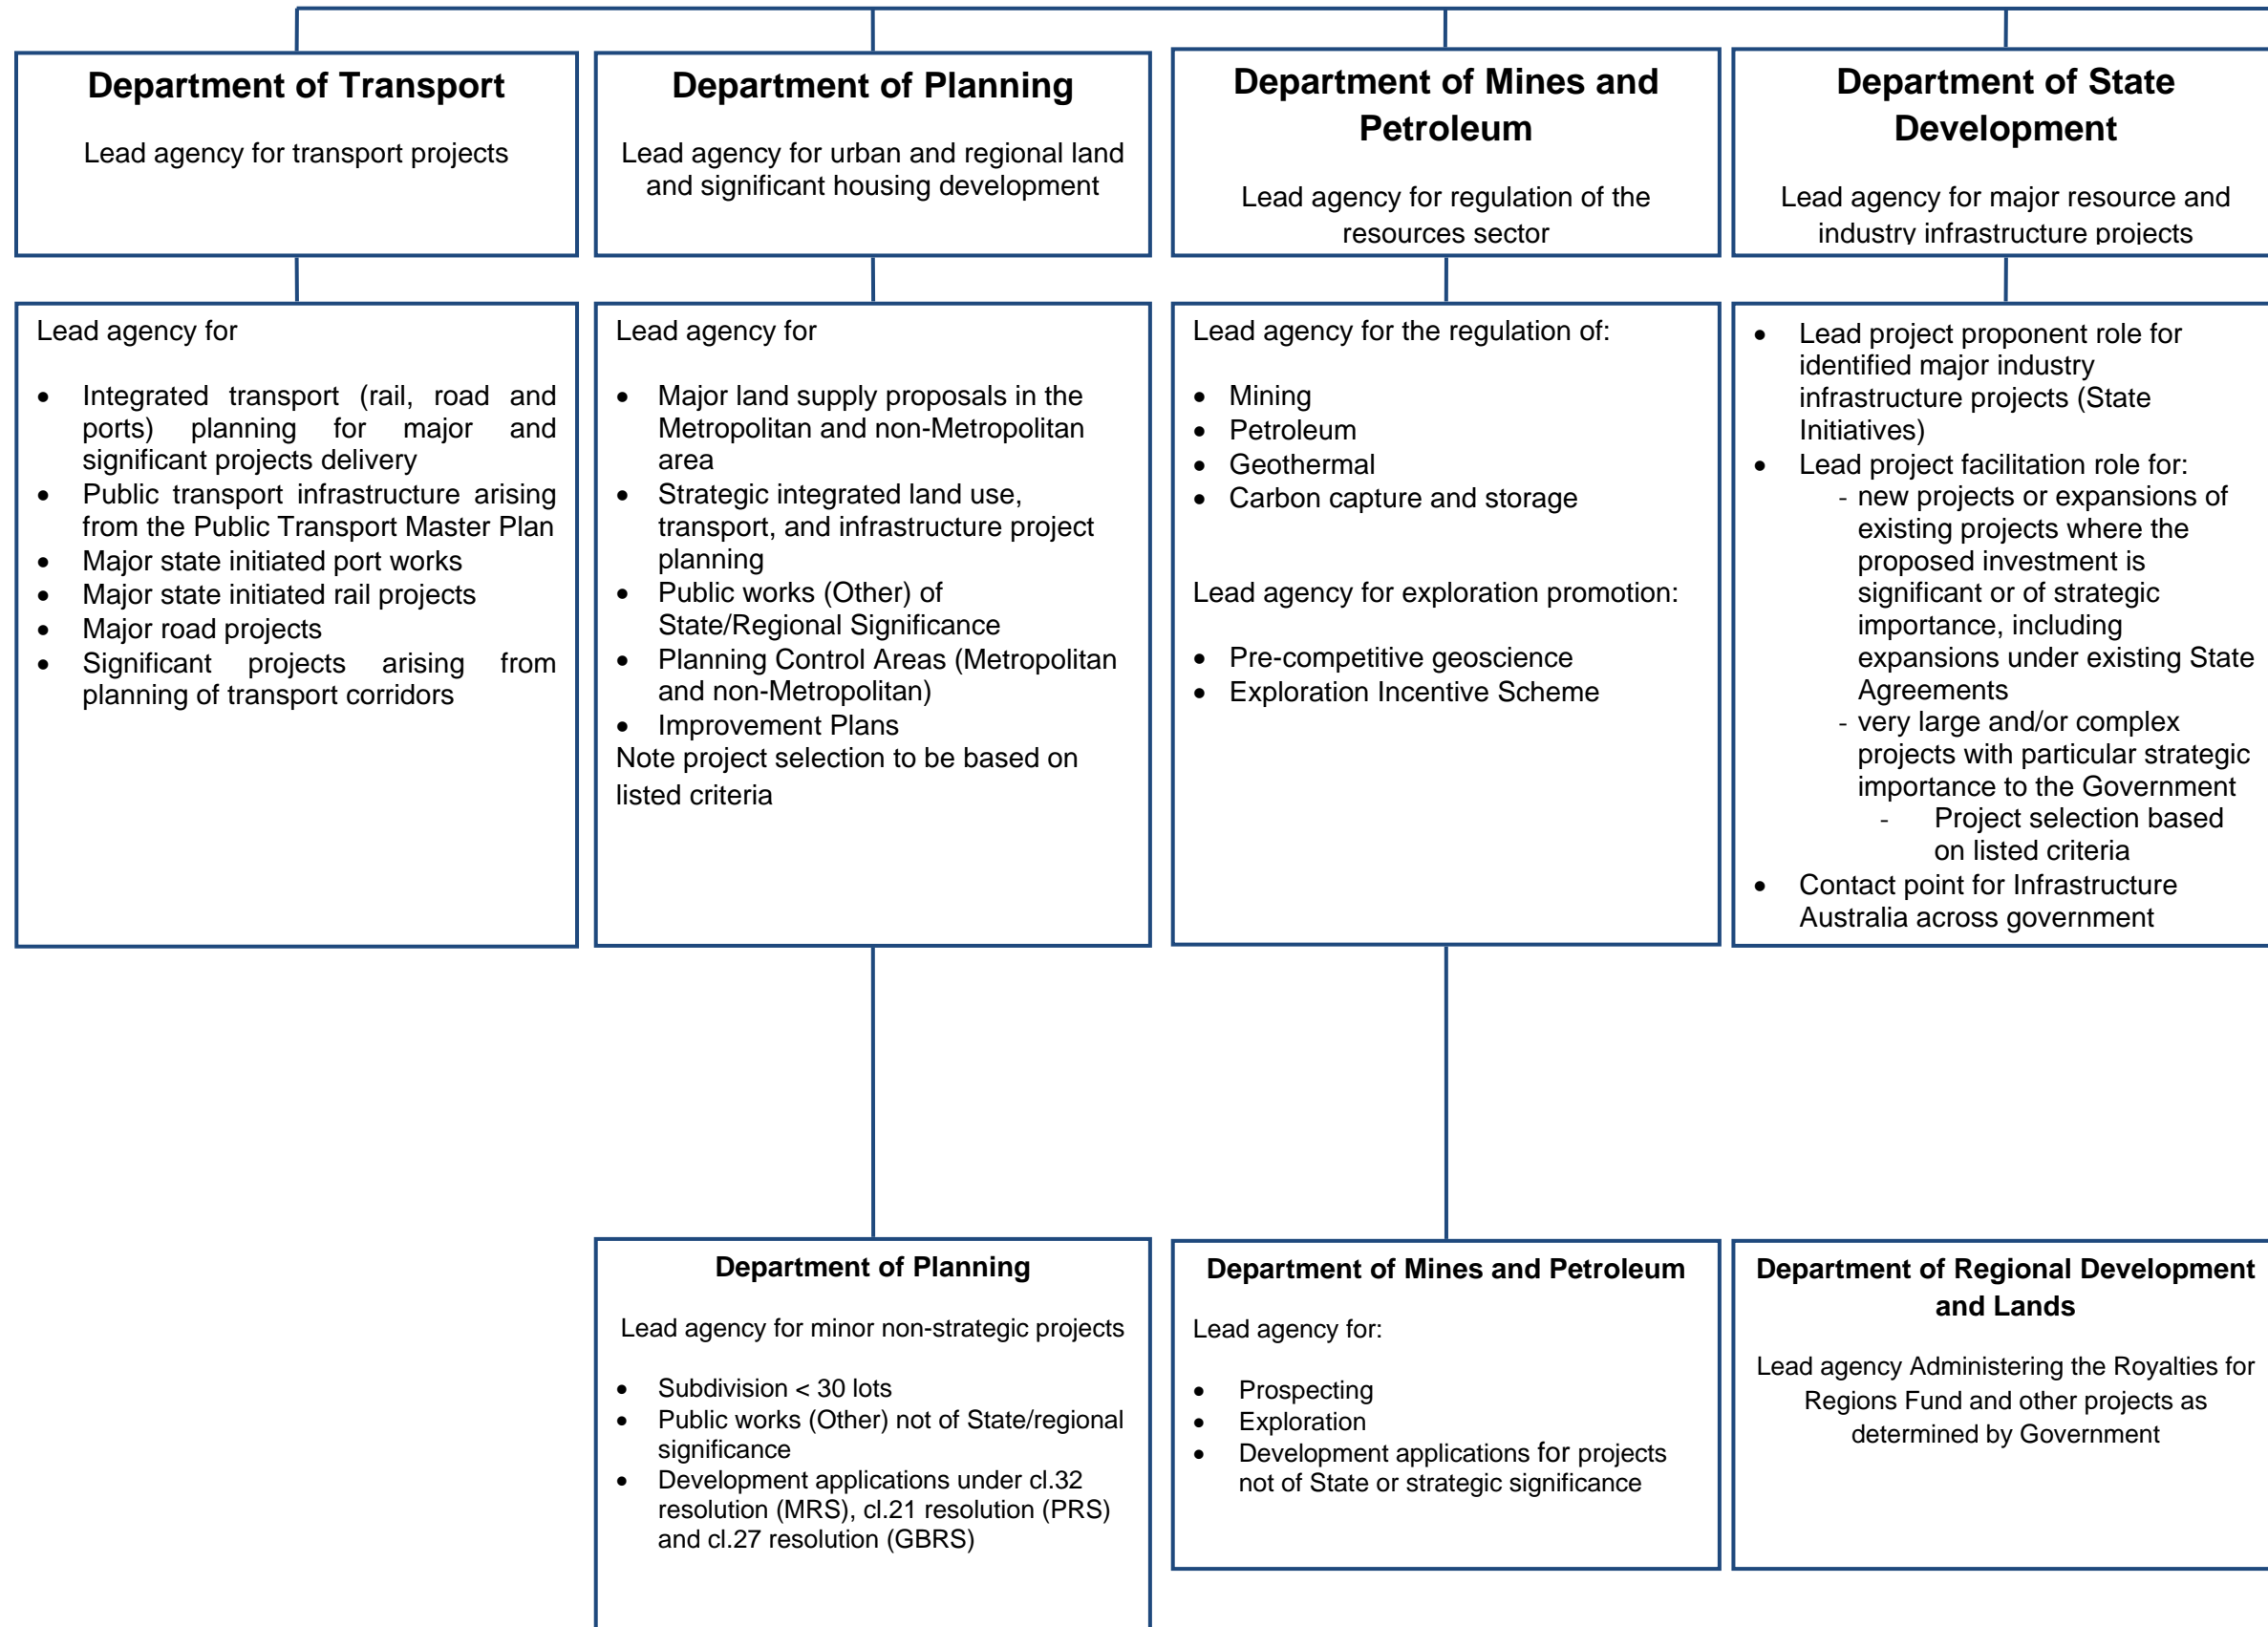 Department of Transport
Lead agency for transport projects
Department of Planning
Lead agency for urban and regional land
and significant housing development
Department of Mines and
Petroleum
Lead agency for regulation of the
resources sector
Department of State
Development
Lead agency for major resource and
industry infrastructure projects
Lead agency for
• Integrated transport (rail, road and
ports) planning for major and
significant projects delivery
• Public transport infrastructure arising
from the Public Transport Master Plan
• Major state initiated port works
• Major state initiated rail projects
• Major road projects
• Significant projects arising from
planning of transport corridors
Lead agency for
• Major land supply proposals in the
Metropolitan and non-Metropolitan
area
• Strategic integrated land use,
transport, and infrastructure project
planning
• Public works (Other) of
State/Regional Significance
• Planning Control Areas (Metropolitan
and non-Metropolitan)
• Improvement Plans
Note project selection to be based on
listed criteria
Lead agency for the regulation of:
• Mining
• Petroleum
• Geothermal
• Carbon capture and storage
Lead agency for exploration promotion:
• Pre-competitive geoscience
• Exploration Incentive Scheme
• Lead project proponent role for
identified major industry
infrastructure projects (State
Initiatives)
• Lead project facilitation role for:
- new projects or expansions of
existing projects where the
proposed investment is
significant or of strategic
importance, including
expansions under existing State
Agreements
- very large and/or complex
projects with particular strategic
importance to the Government
- Project selection based
on listed criteria
• Contact point for Infrastructure
Australia across government
Department of Planning
Lead agency for minor non-strategic projects
• Subdivision < 30 lots
• Public works (Other) not of State/regional
significance
• Development applications under cl.32
resolution (MRS), cl.21 resolution (PRS)
and cl.27 resolution (GBRS)
Department of Mines and Petroleum
Lead agency for:
• Prospecting
• Exploration
• Development applications for projects
not of State or strategic significance
Department of Regional Development
and Lands
Lead agency Administering the Royalties for
Regions Fund and other projects as
determined by Government